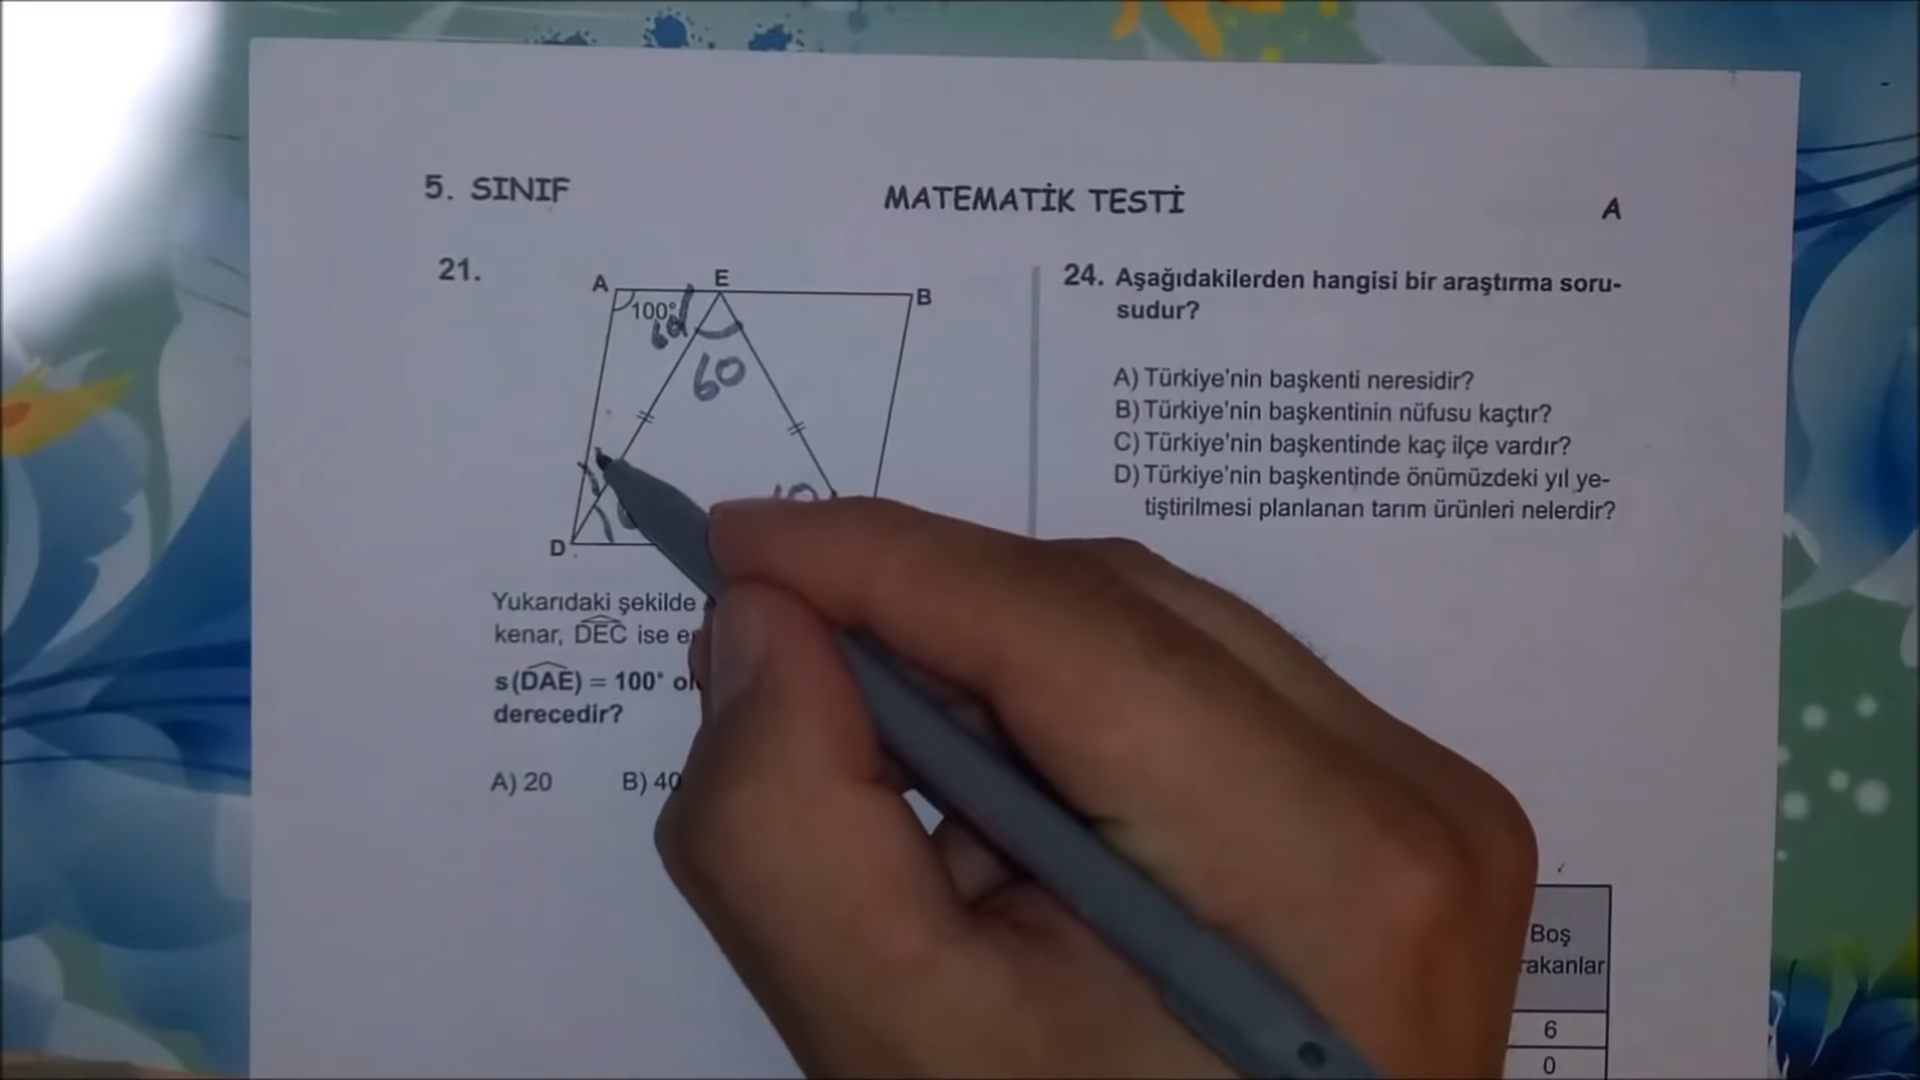 5. SINIF
MATEMATİK TESTİ
A
21.
A
E
B
100°
60
60
D
Yukarıdaki şekilde
kenar, DEC ise
s(DAE) = 100°
derecedir?
A) 20
B) 40
24. Aşağıdakilerden hangisi bir araştırma soru-
sudur?
A) Türkiye'nin başkenti neresidir?
B) Türkiye'nin başkentinin nüfusu kaçtır?
C) Türkiye'nin başkentinde kaç ilçe vardır?
D) Türkiye'nin başkentinde önümüzdeki yıl ye-
tiştirilmesi planlanan tarım ürünleri nelerdir?
Boş
rakanlar
6
0